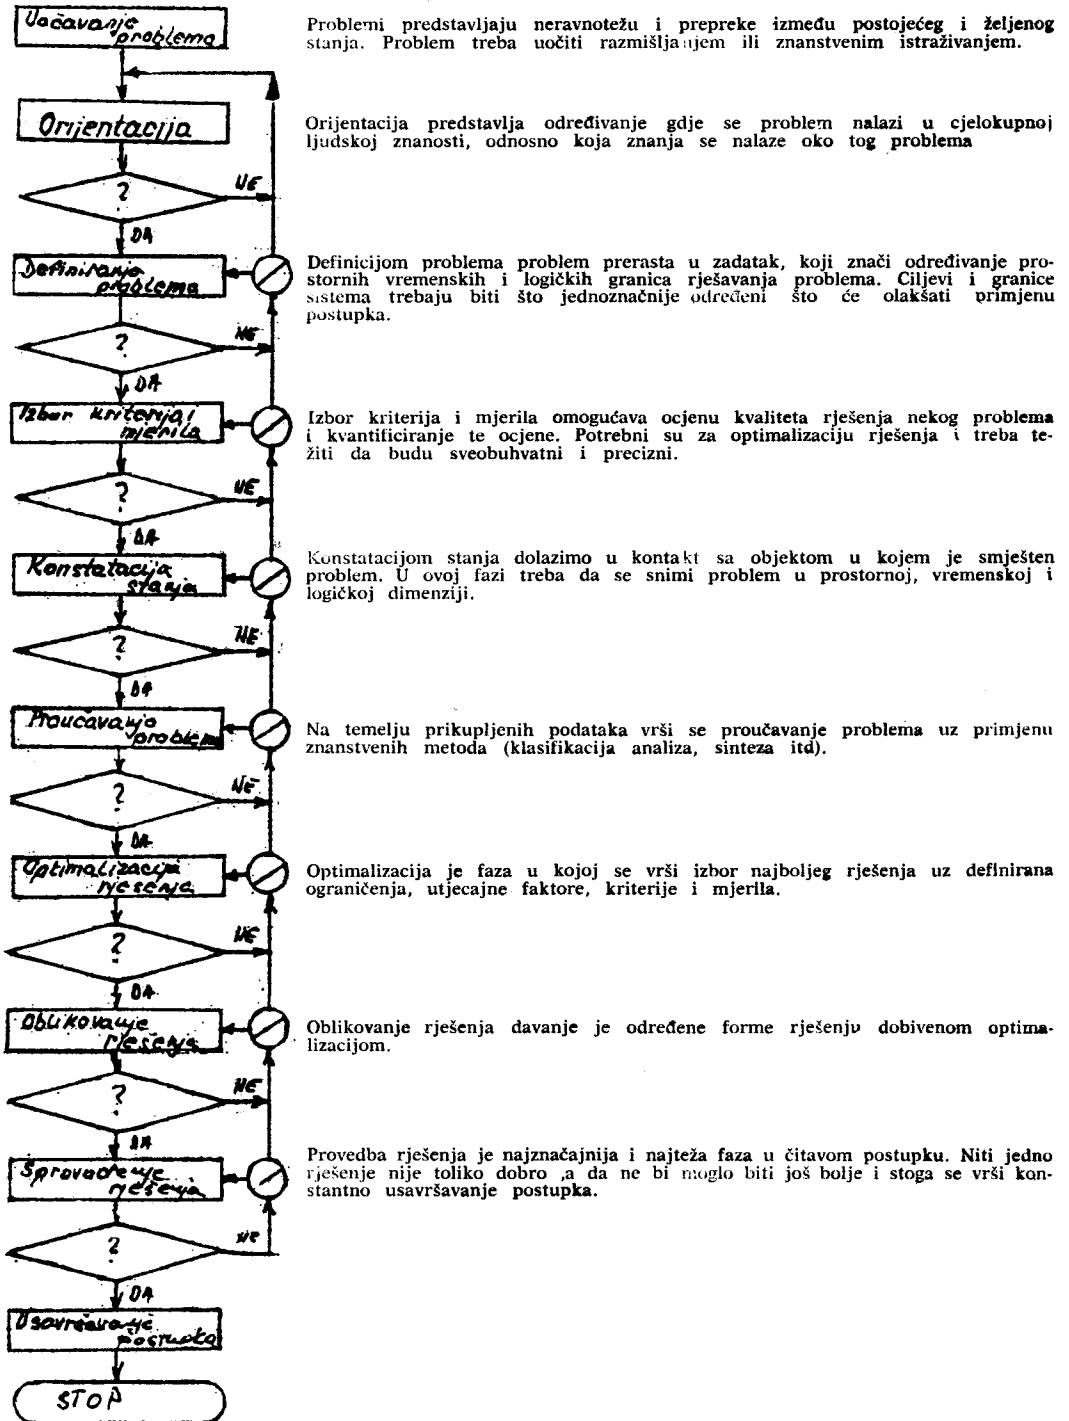 Uočavanje
problema
Problemi predstavljaju neravnotežu i prepreke između postojećeg i željenog
stanja. Problem treba uočiti razmišljanjem ili znanstvenim istraživanjem.
Orijentacija
Orijentacija predstavlja određivanje gdje se problem nalazi u cjelokupnoj
ljudskoj znanosti, odnosno koja znanja se nalaze oko tog problema
?
NE
DA
Definiranje
problema
Definicijom problema problem prerasta u zadatak, koji znači određivanje pro-
stornih vremenskih i logičkih granica rješavanja problema. Ciljevi i granice
sistema trebaju biti što jednoznačnije određeni što će olakšati primjenu
postupka.
?
NE
DA
Izbor kriterija i
mjerila
Izbor kriterija i mjerila omogućava ocjenu kvaliteta rješenja nekog problema
i kvantificiranje te ocjene. Potrebni su za optimalizaciju rješenja i treba te-
žiti da budu sveobuhvatni i precizni.
?
NE
DA
Konstatacija
stanja
Konstatacijom stanja dolazimo u kontakt sa objektom u kojem je smješten
problem. U ovoj fazi treba da se snimi problem u prostornoj, vremenskoj i
logičkoj dimenziji.
?
NE
DA
Proučavanje
problema
Na temelju prikupljenih podataka vrši se proučavanje problema uz primjenu
znanstvenih metoda (klasifikacija analiza, sinteza itd).
?
NE
DA
Optimalizacija
rješenja
Optimalizacija je faza u kojoj se vrši izbor najboljeg rješenja uz definirana
ograničenja, utjecajne faktore, kriterije i mjerila.
?
NE
DA
Oblikovanje
rješenja
Oblikovanje rješenja davanje je određene forme rješenju dobivenom optima-
lizacijom.
?
NE
DA
Sprovođenje
rješenja
Provedba rješenja je najznačajnija i najteža faza u čitavom postupku. Niti jedno
rješenje nije toliko dobro ,a da ne bi moglo biti još bolje i stoga se vrši kon-
stantno usavršavanje postupka.
?
NE
DA
Usavršavanje
postupka
STOP